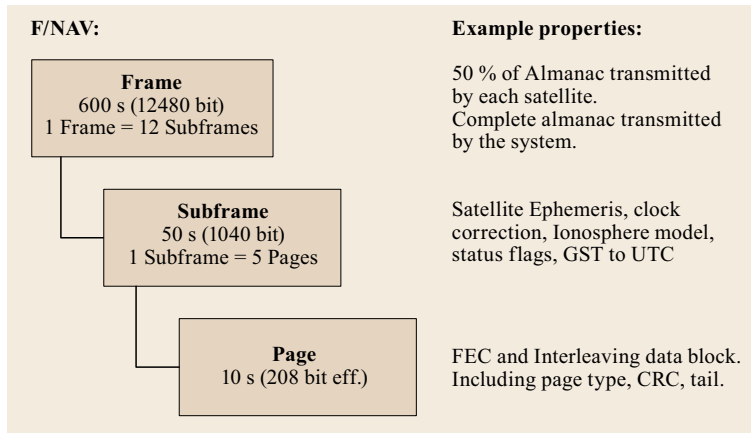 F/NAV:
Example properties:
Frame
600 s (12480 bit)
1 Frame = 12 Subframes
50 % of Almanac transmitted
by each satellite.
Complete almanac transmitted
by the system.
Subframe
50 s (1040 bit)
1 Subframe = 5 Pages
Satellite Ephemeris, clock
correction, Ionosphere model,
status flags, GST to UTC
Page
10 s (208 bit eff.)
FEC and Interleaving data block.
Including page type, CRC, tail.